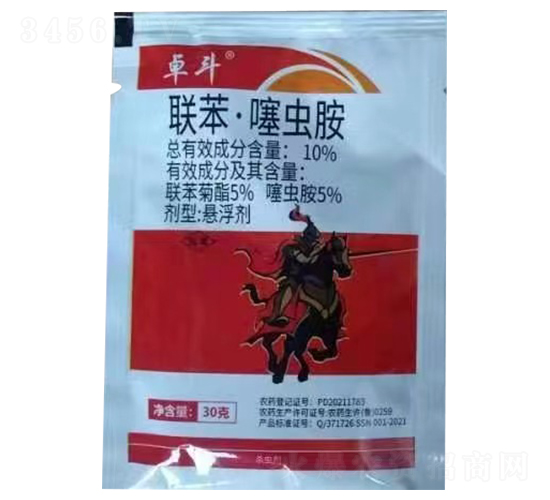 卓斗®
联苯·噻虫胺
总有效成分含量： 10%
有效成分及其含量：
联苯菊酯5% 噻虫胺5%
剂型:悬浮剂
净含量： 30克
农药登记证号：PD20211783
农药生产许可证号:农药生许(鲁)0259
产品标准证号：Q/371726 SSN 001-2021
杀虫剂